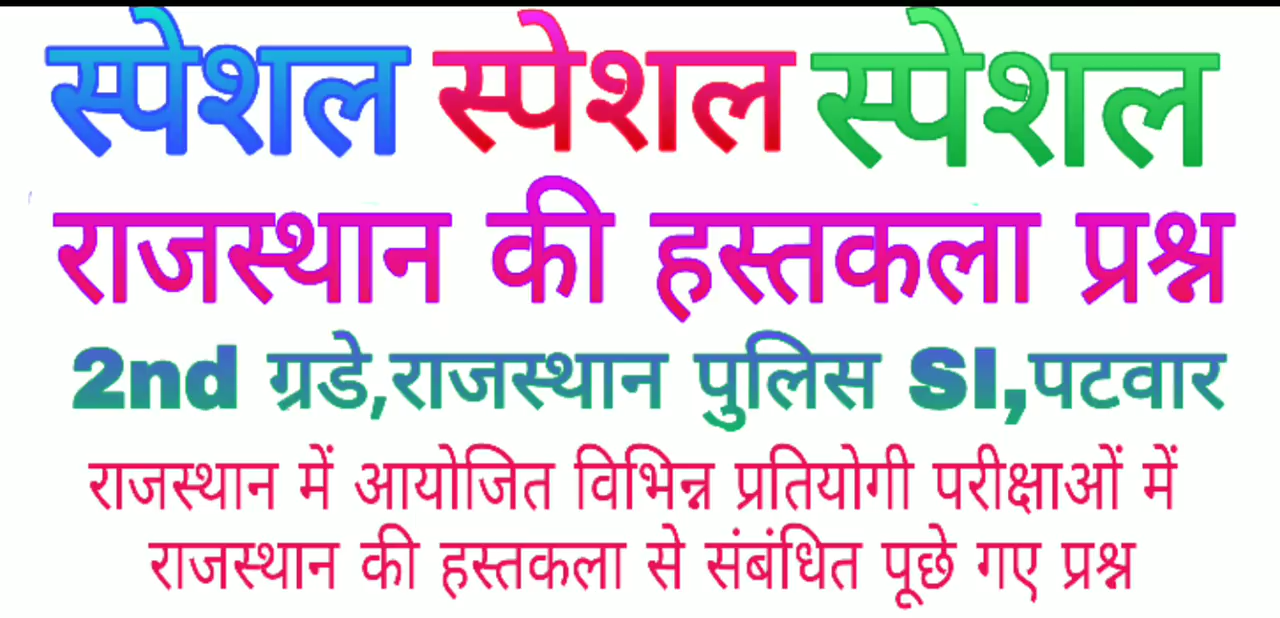 स्पेशल स्पेशल स्पेशल
राजस्थान की हस्तकला प्रश्न
2nd ग्रडे,राजस्थान पुलिस SI,पटवार
राजस्थान में आयोजित विभिन्न प्रतियोगी परीक्षाओं में
राजस्थान की हस्तकला से संबंधित पूछे गए प्रश्न